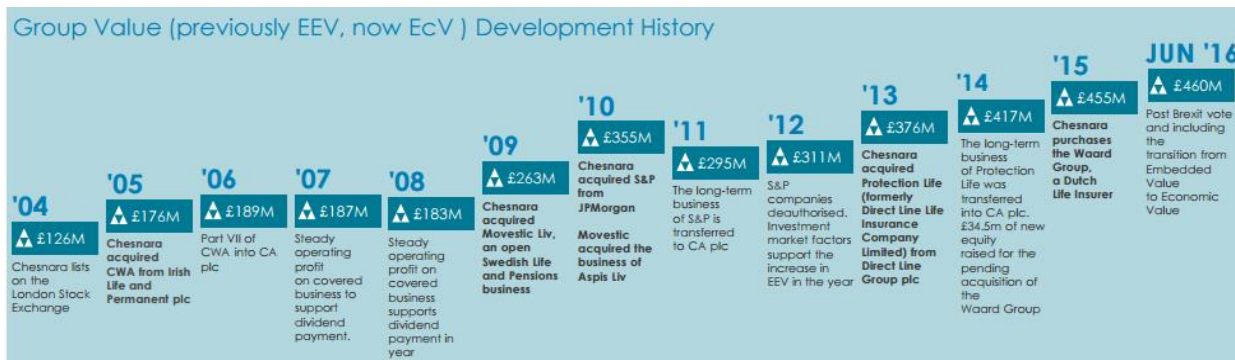 Group Value (previously EEV, now EcV ) Development History
'04
£126M
Chesnara lists
on the
London Stock
Exchange
'05
£176M
Chesnara
acquired
CWA from Irish
Life and
Permanent plc
'06
£189M
Part VII of
CWA into CA
plc
'07
£187M
Steady
operating
profit
on covered
business to
support
dividend
payment.
'08
£183M
Steady
operating
profit on
covered
business
supports
dividend
payment in
year
'09
£263M
Chesnara
acquired
Movestic Liv,
an open
Swedish Life
and Pensions
business
'10
£355M
Chesnara
acquired S&P
from
JPMorgan
Movestic
acquired the
business of
Aspis Liv
'11
£295M
The long-term
business
of S&P is
transferred
to CA plc
'12
£311M
S&P
companies
deauthorised.
Investment
market factors
support the
increase in
EEV in the year
'13
£376M
Chesnara
acquired
Protection Life
(formerly
Direct Line Life
Insurance
Company
Limited) from
Direct Line
Group plc
'14
£417M
The long-term
business
of Protection
Life was
transferred
into CA plc.
£34.5m of new
equity
raised for the
pending
acquisition of
the
Waard Group
'15
£455M
Chesnara
purchases
the Waard
Group,
a Dutch
Life Insurer
JUN '16
£460M
Post Brexit vote
and including
the
transition from
Embedded
Value
to Economic
Value